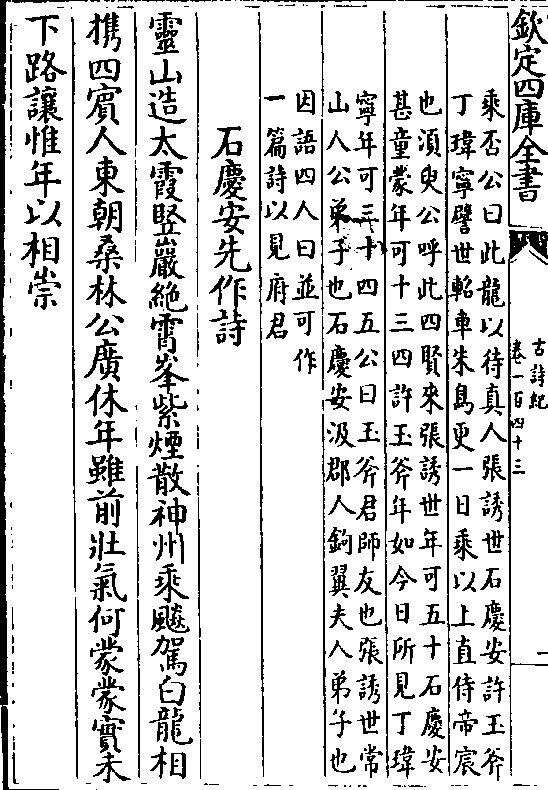 欽定四庫全書
古詩紀
卷一百四十三
二
乘否公曰此龍以待真人張誘世石慶安許玉斧
丁瑋寧譬世軺車朱鳥更一日乘以上直侍帝宸
也湏臾公呼此四賢來張誘世年可五十石慶安
甚童蒙年可十三四許玉斧年如今日所見丁瑋
寧年可三十四五公曰玉斧君師友也張誘世常
山人公弟子也石慶安汲郡人鉤翼夫人弟子也
因語四人曰並可作
一篇詩以見府君
石慶安先作詩
靈山造太霞竪巖絶霄峯紫煙散神州乘飈駕白龍相
携四賔人東朝桑林公廣休年雖前壯氣何蒙蒙實未
下路讓惟年以相崇